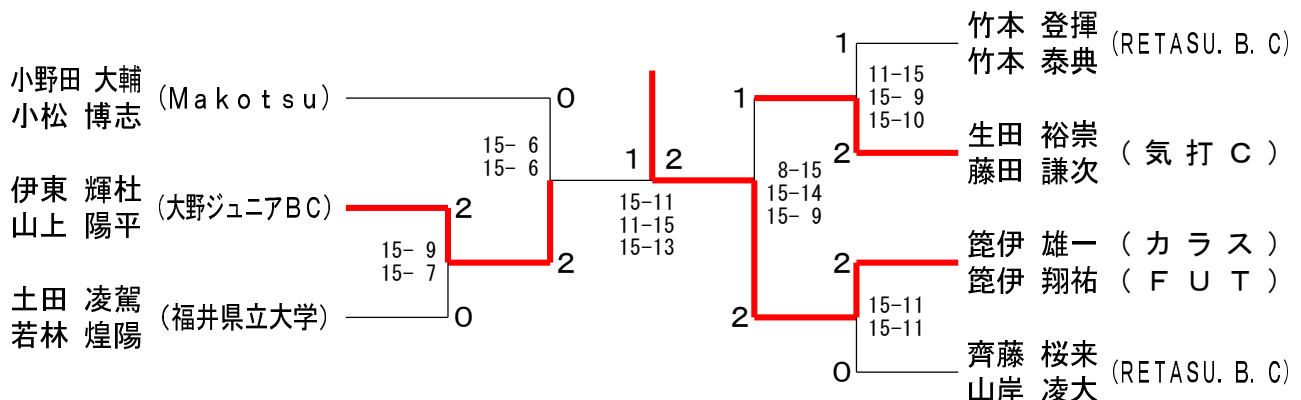 小野田 大輔
小松 博志
(Makotsu)
0
15- 6
15- 6
伊東 輝杜
山上 陽平
(大野ジュニアBC)
2
15- 9
15- 7
2
土田 凌駕
若林 煌陽
(福井県立大学)
0
1
2
15-11
11-15
15-13
竹本 登揮
竹本 泰典
(RETASU. B. C)
1
11-15
15- 9
15-10
1
生田 裕崇
藤田 謙次
(気打C)
2
8-15
15-14
15- 9
箆伊 雄一 (カラス)
箆伊 翔祐 (FUT)
2
15-11
15-11
2
齊藤 桜来
山岸 凌大
(RETASU. B. C)
0